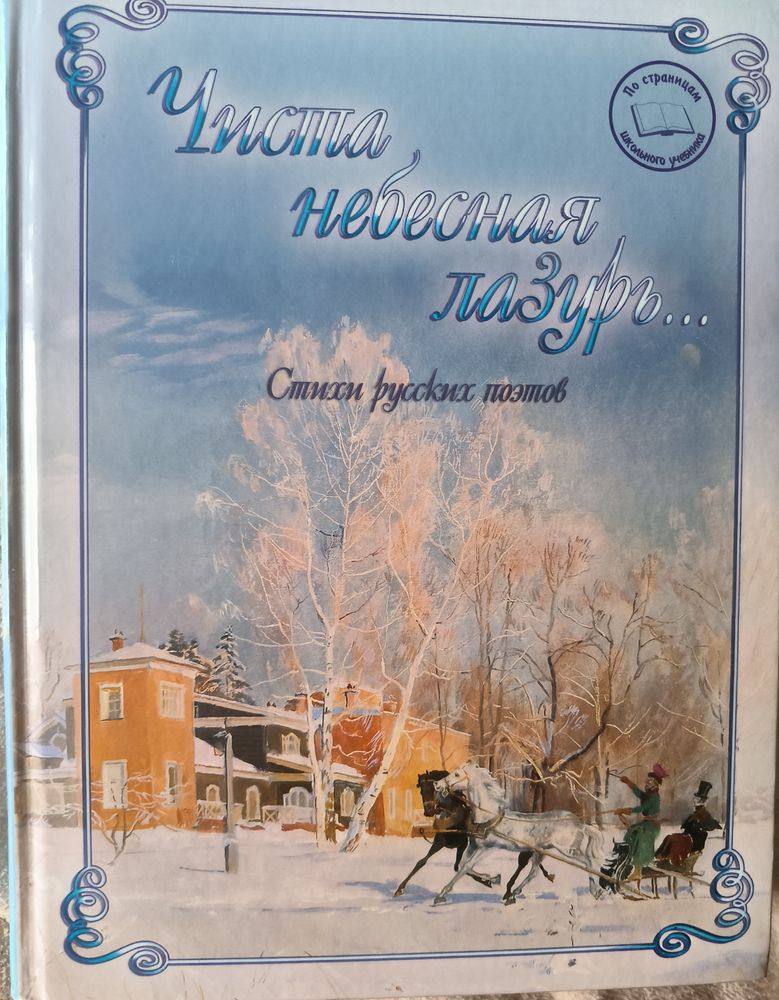 По страницам
школьного учебника
Чиста
небесная
лазурь...
Стихи русских поэтов